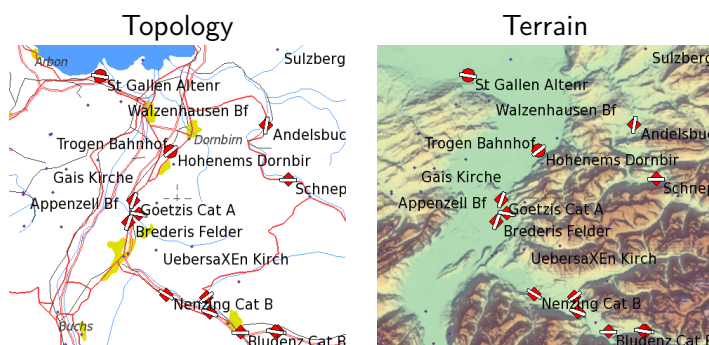 Topology
Arbon
Sulzberg
St Gallen Altenr
Walzenhausen Bf
Dornbirn
Andelsbuc
Trogen Bahnhof
Hohenems Dornbir
Gais Kirche
Schnep
Appenzell Bf
Goetzis Cat A
Brederis Felder
UebersaXEn Kirch
Nenzing Cat B
Buchs
Bludenz Cat B
Terrain
Sulzberg
St Gallen Altenr
Walzenhausen Bf
Andelsbuc
Trogen Bahnhof
Hohenems Dornbir
Gais Kirche
Schnep
Appenzell Bf
Goetzis Cat A
Brederis Felder
UebersaXEn Kirch
Nenzing Cat B
Bludenz Cat B